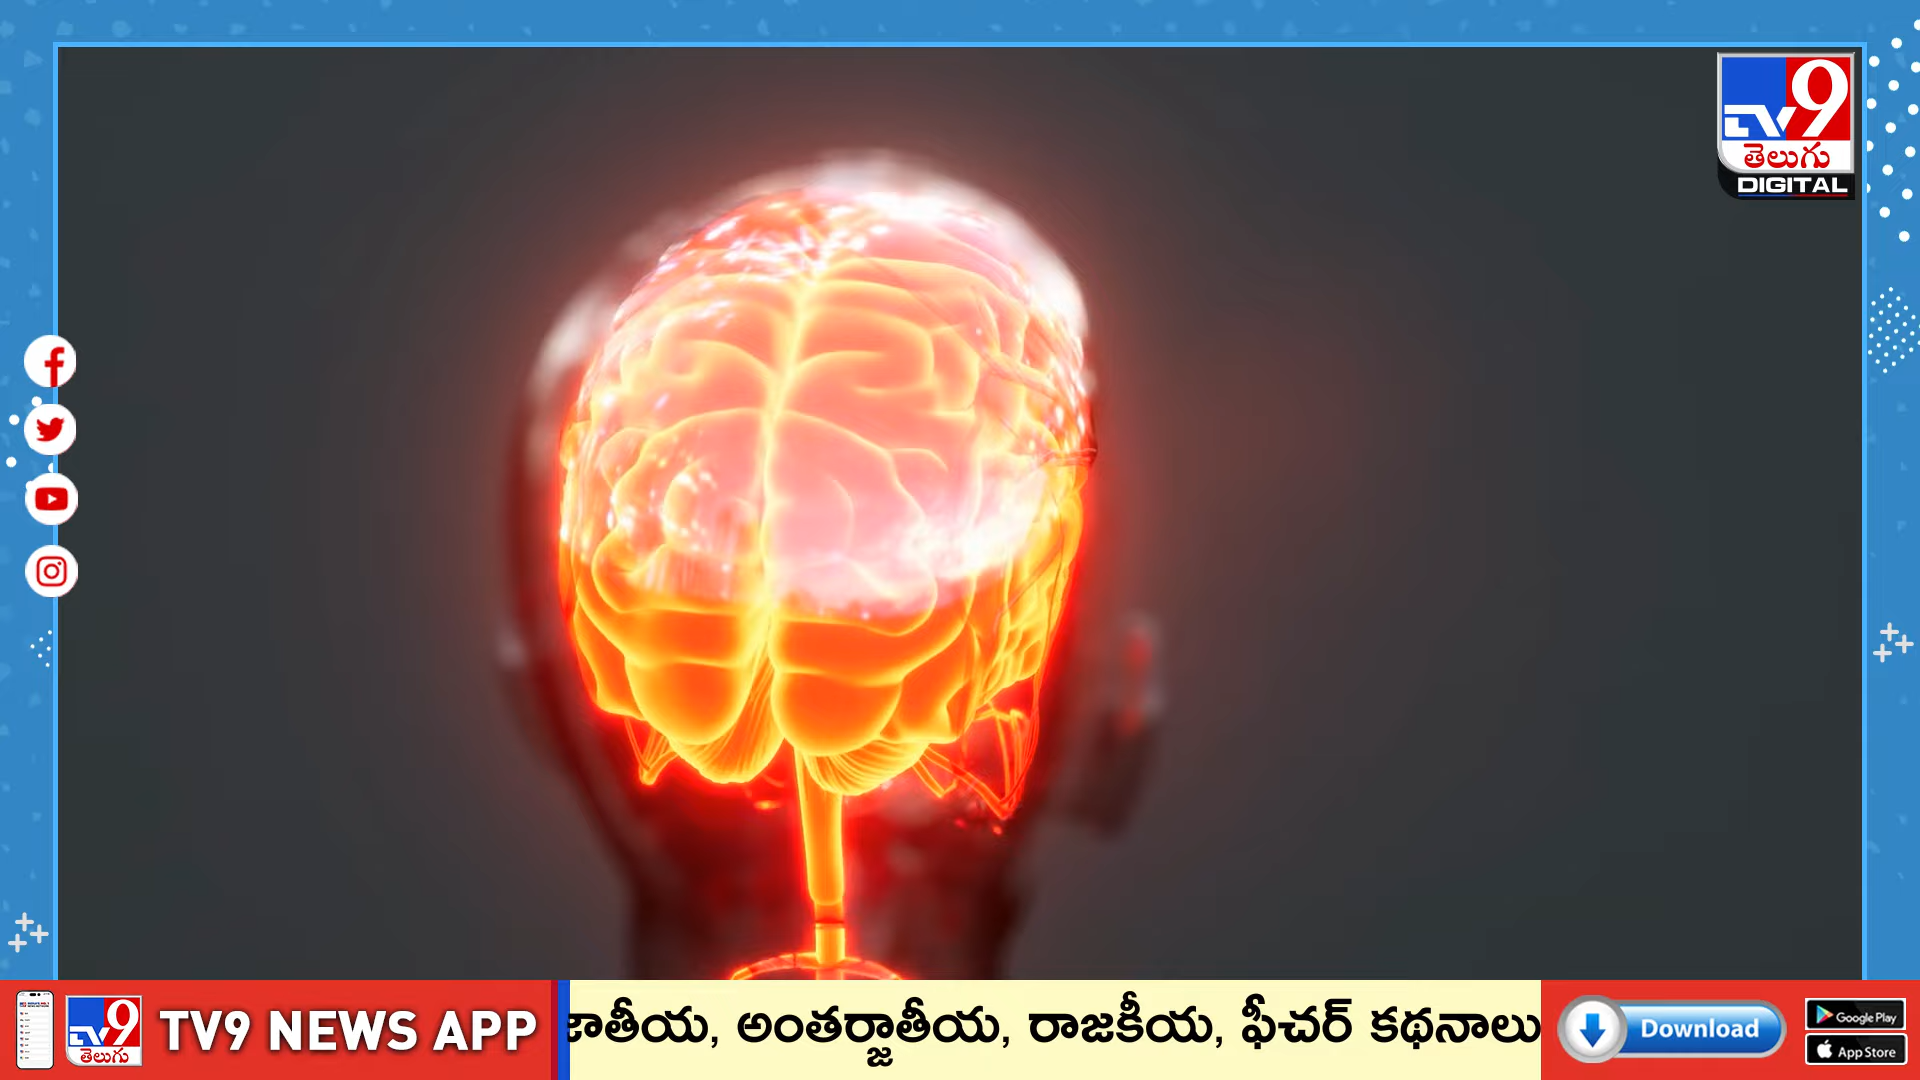 TV9
తెలుగు
DIGITAL
TV9
తెలుగు
TV9 NEWS APP
జాతీయ, అంతర్జాతీయ, రాజకీయ, ఫీచర్ కథనాలు
Download
Google Play
App Store